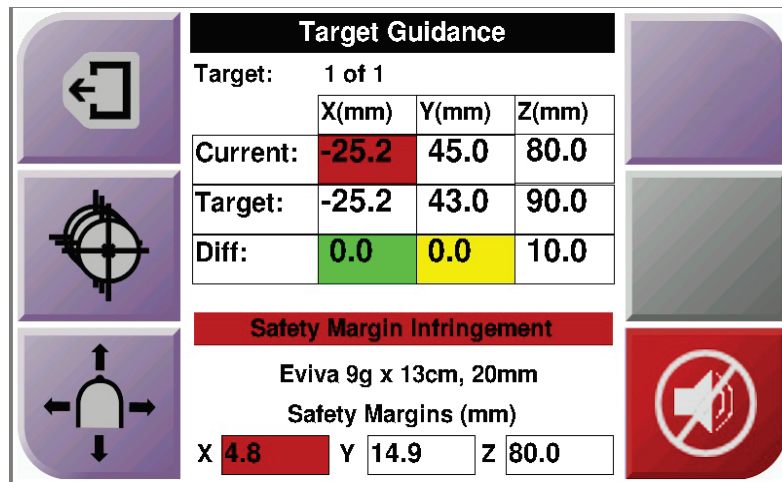 Target Guidance
Target: 1 of 1
X(mm) Y(mm) Z(mm)
Current: -25.2 45.0 80.0
Target: -25.2 43.0 90.0
Diff: 0.0 0.0 10.0
Safety Margin Infringement
Eviva 9g x 13cm, 20mm
Safety Margins (mm)
X 4.8 Y 14.9 Z 80.0